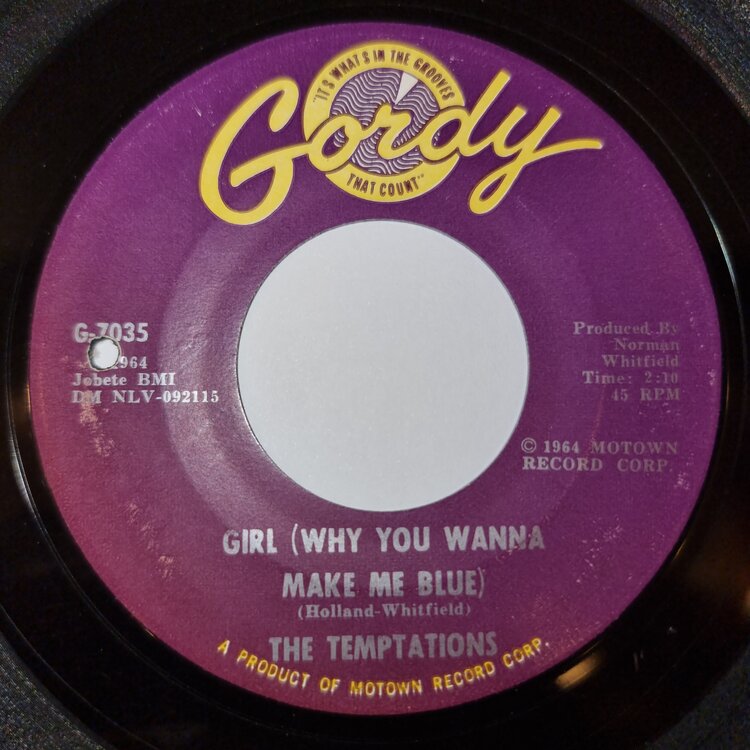 "IT'S WHAT'S IN THE GROOVES
Gordy
THAT COUNT"
G-7035
1964
Jobete BMI
DM NLV-092115
Produced By
Norman
Whitfield
Time: 2:10
45 RPM
© 1964 MOTOWN
RECORD CORP.
GIRL (WHY YOU WANNA
MAKE ME BLUE)
(Holland-Whitfield)
THE TEMPTATIONS
A PRODUCT OF MOTOWN RECORD CORP.